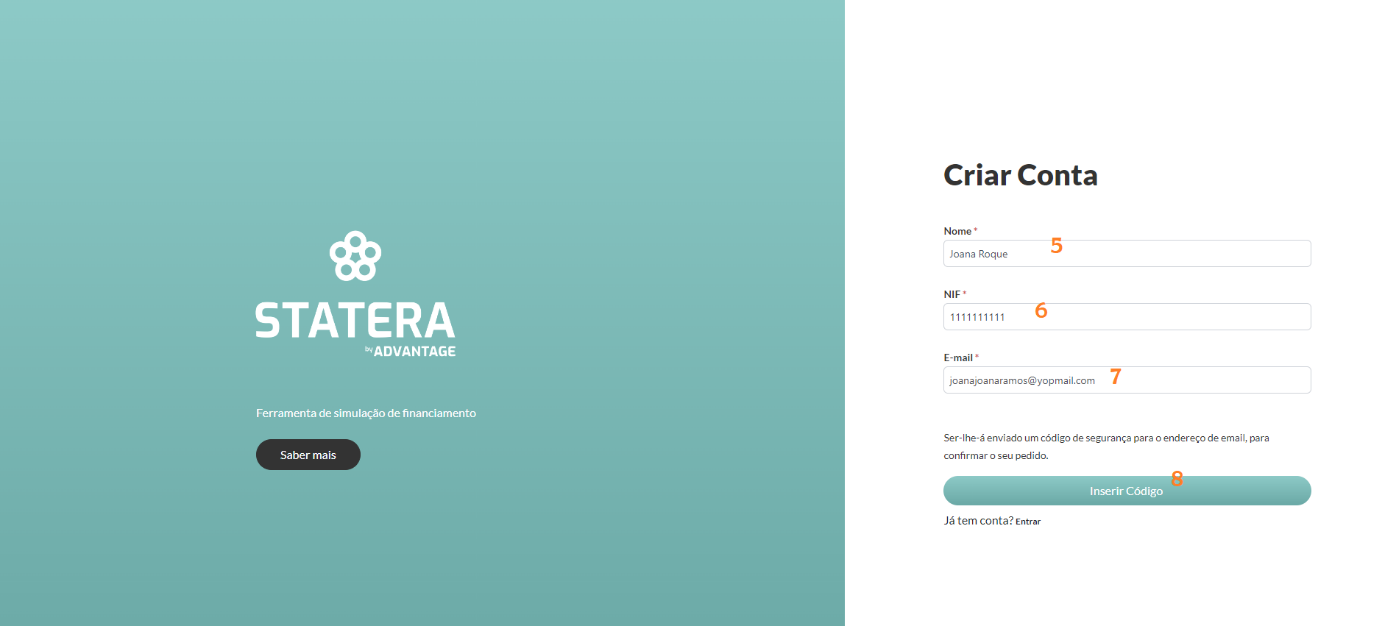 STATERA
by ADVANTAGE
Ferramenta de simulação de financiamento
Saber mais
Criar Conta
Nome *
Joana Roque 5
NIF *
1111111111 6
E-mail *
joanajoanaramos@yopmail.com 7
Ser-lhe-á enviado um código de segurança para o endereço de email, para
confirmar o seu pedido.
Inserir Código 8
Já tem conta? Entrar